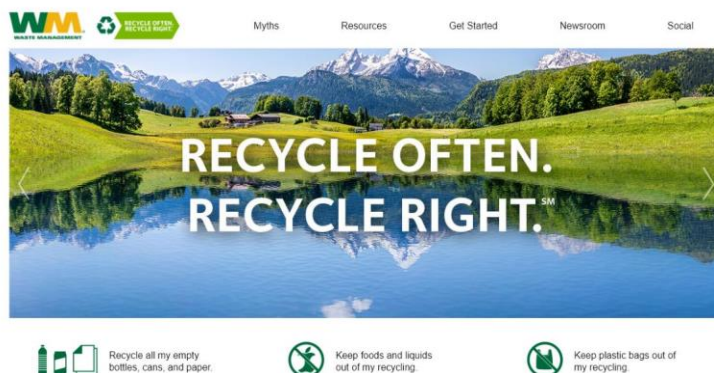 WM
WASTE MANAGEMENT
RECYCLE OFTEN.
RECYCLE RIGHT.
Myths
Resources
Get Started
Newsroom
Social
RECYCLE OFTEN.
RECYCLE RIGHT.℠
Recycle all my empty
bottles, cans, and paper.
Keep foods and liquids
out of my recycling.
Keep plastic bags out of
my recycling.